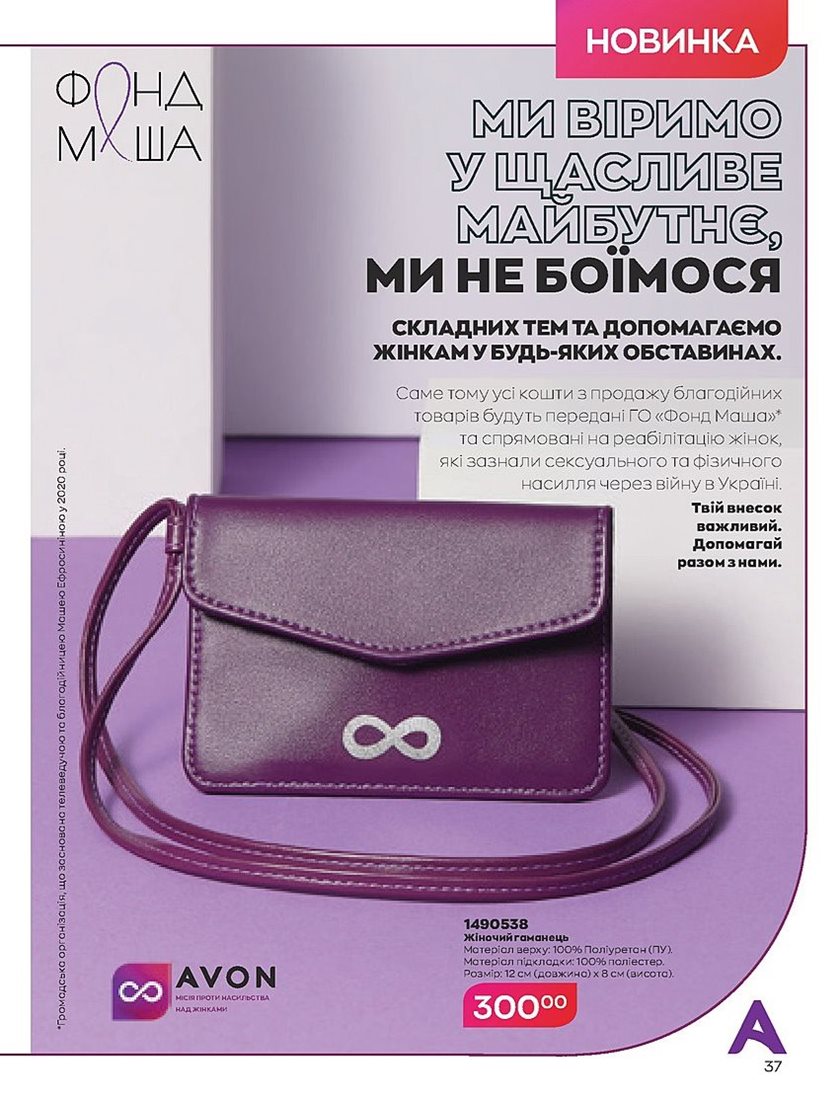 НОВИНКА
ФОНД
МАША
МИ ВІРИМО
У ЩАСЛИВЕ
МАЙБУТНЄ,
МИ НЕ БОЇМОСЯ
СКЛАДНИХ ТЕМ ТА ДОПОМАГАЄМО
ЖІНКАМ У БУДЬ-ЯКИХ ОБСТАВИНАХ.
Саме тому усі кошти з продажу благодійних
товарів будуть передані ГО «Фонд Маша»*
та спрямовані на реабілітацію жінок,
які зазнали сексуального та фізичного
насилля через війну в Україні.
Твій внесок
важливий.
Допомагай
разом з нами.
*Громадська організація, що заснована телеведучою та благодійницею Машею Ефросиніною у 2020 році.
1490538
Жіночий гаманець
Матеріал верху: 100% Поліуретан (ПУ).
Матеріал підкладки: 100% поліестер.
Розмір: 12 см (довжина) х 8 см (висота).
300⁰⁰
AVON
МІСІЯ ПРОТИ НАСИЛЬСТВА
НАД ЖІНКАМИ
A
37